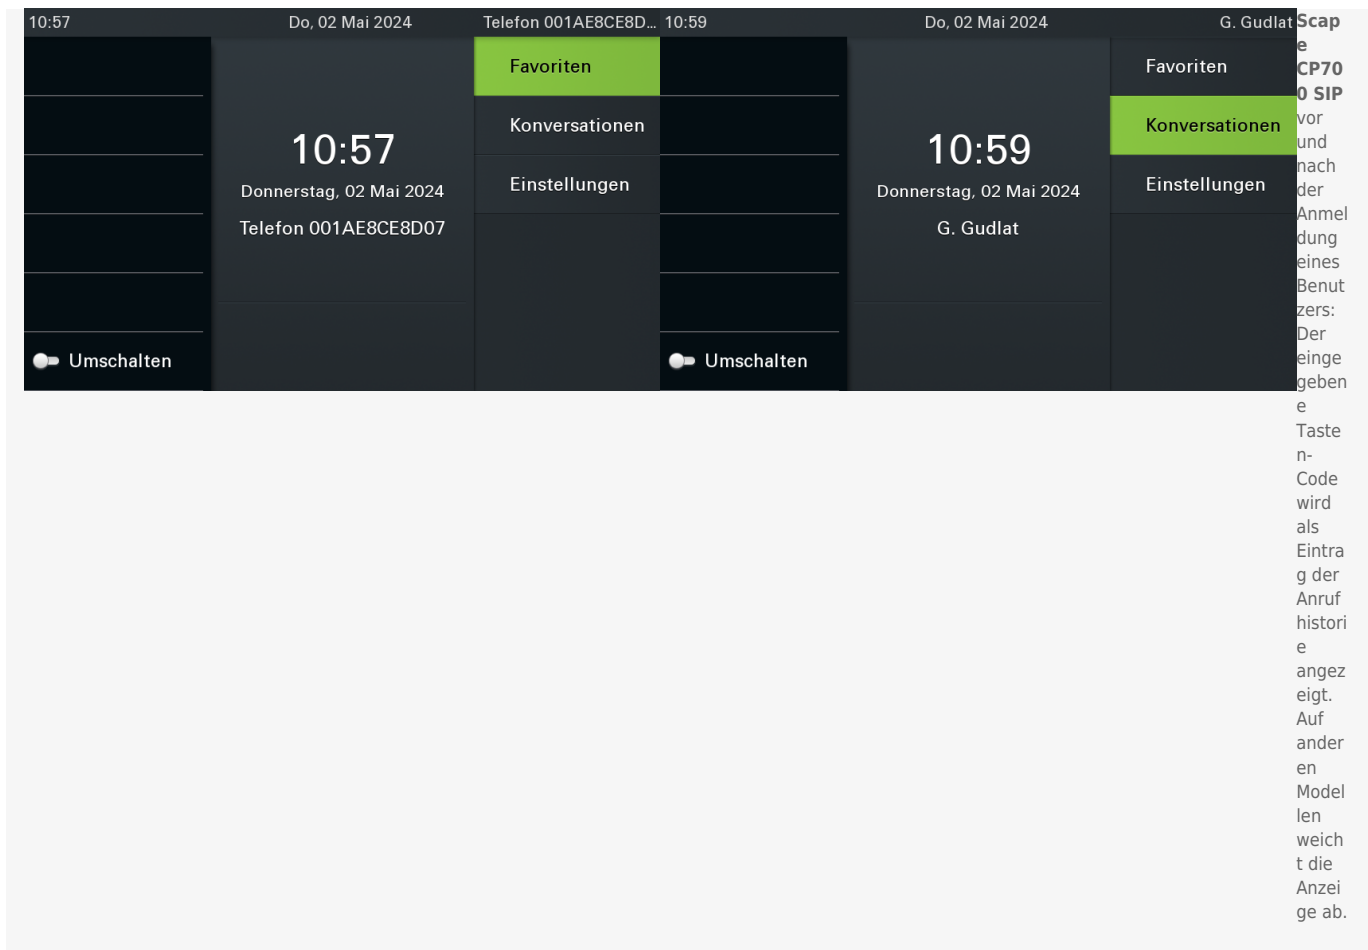 10:57
Do, 02 Mai 2024
Telefon 001AE8CE8D...
Favoriten
Konversationen
Einstellungen
10:57
Donnerstag, 02 Mai 2024
Telefon 001AE8CE8D07
Umschalten
10:59
Do, 02 Mai 2024
G. Gudlat
Favoriten
Konversationen
Einstellungen
10:59
Donnerstag, 02 Mai 2024
G. Gudlat
Umschalten
Scap
e
CP70
0 SIP
vor
und
nach
der
Anmel
dung
eines
Benut
zers:
Der
einge
geben
e
Taste
n-
Code
wird
als
Eintra
g der
Anruf
histori
e
angez
eigt.
Auf
ander
en
Model
len
weich
t die
Anzei
ge ab.